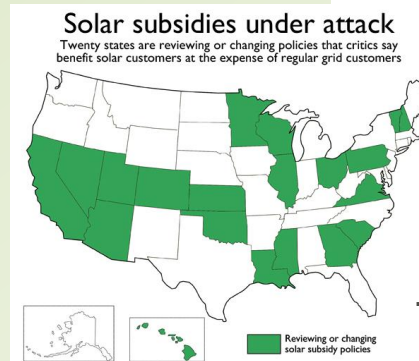 Solar subsidies under attack
Twenty states are reviewing or changing policies that critics say
benefit solar customers at the expense of regular grid customers
Reviewing or changing
solar subsidy policies